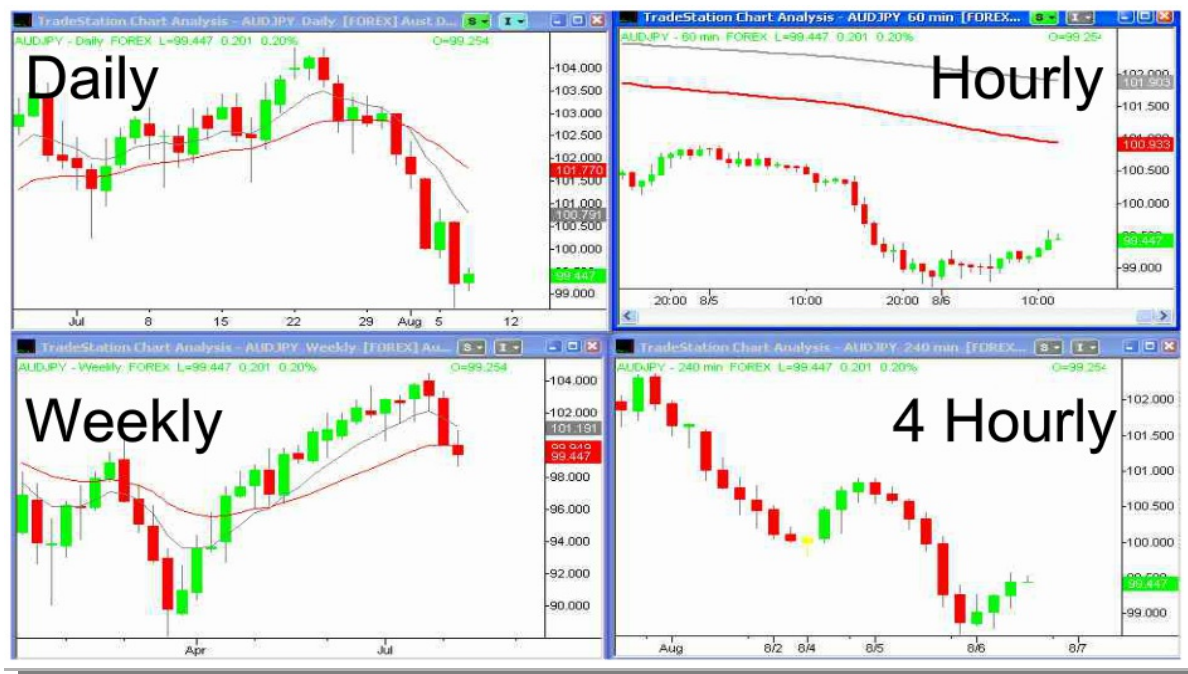 TradeStation Chart Analysis - AUDJPY Daily [FOREX] Aust D...
S
I
AUDJPY - Daily FOREX L=99.447 0.201 0.20% O=99.254
Daily
104.000
103.500
103.000
102.500
102.000
101.770
101.500
100.791
100.500
100.000
99.447
99.000
Jul 8 15 22 29 Aug 5 12
TradeStation Chart Analysis - AUDJPY 60 min [FOREX...
S
I
AUDJPY - 60 min FOREX L=99.447 0.201 0.20% O=99.254
Hourly
102.000
101.903
101.500
100.933
100.500
100.000
99.447
99.000
20:00 8/5 10:00 20:00 8/6 10:00
TradeStation Chart Analysis - AUDJPY Weekly [FOREX] Au...
S
I
AUDJPY - Weekly FOREX L=99.447 0.201 0.20% O=99.254
Weekly
104.000
102.000
101.191
99.447
98.000
96.000
94.000
92.000
90.000
Apr Jul
TradeStation Chart Analysis - AUDJPY 240 min [FOREX...
S
I
AUDJPY - 240 min FOREX L=99.447 0.201 0.20% O=99.254
4 Hourly
102.000
101.500
101.000
100.500
100.000
99.447
99.000
Aug 8/2 8/4 8/5 8/6 8/7